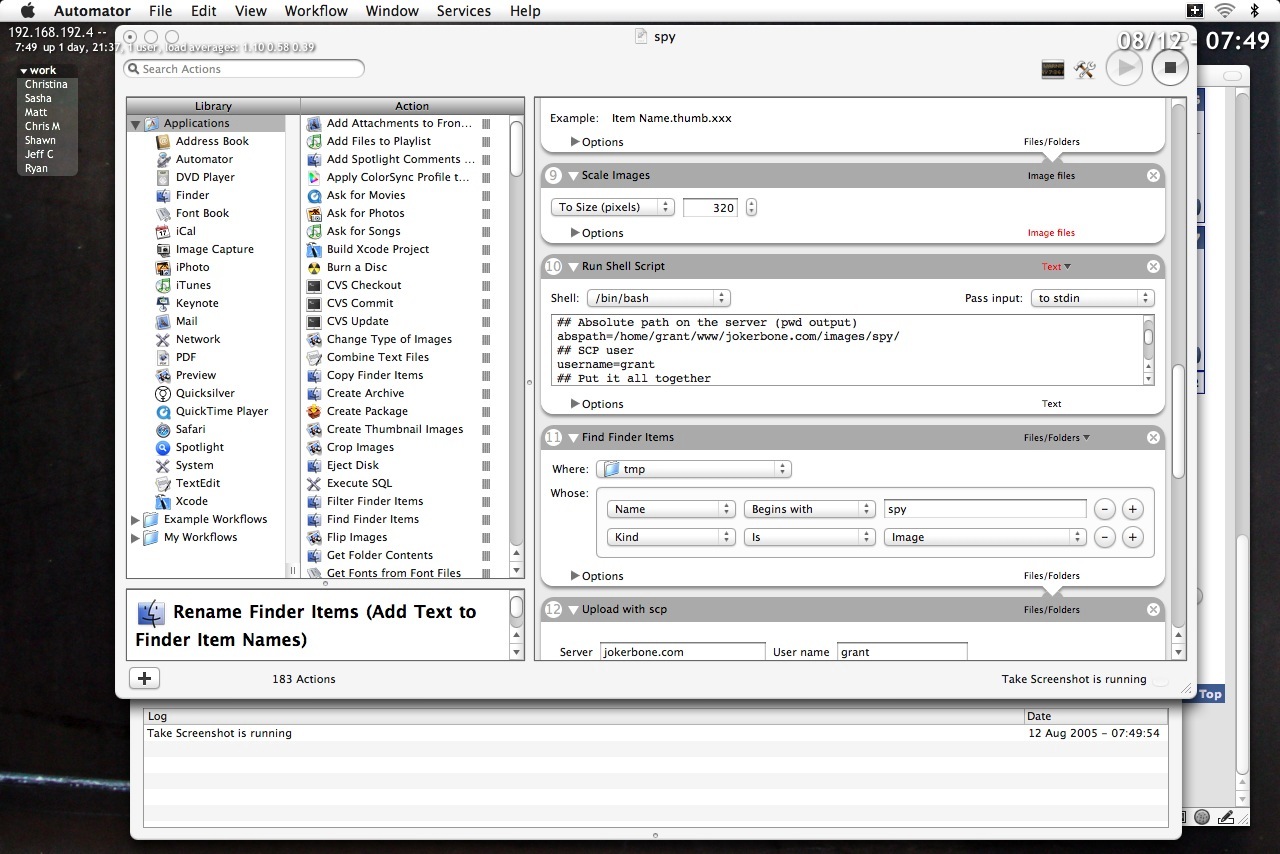 Automator File Edit View Workflow Window Services Help
192.168.192.4 --
7:49 up 1 day, 21:37, 1 user, load averages: 1.10 0.58 0.39
spy
08/12 - 07:49
work
Christina
Sasha
Matt
Chris M
Shawn
Jeff C
Ryan
Search Actions
Library
Applications
Address Book
Automator
DVD Player
Finder
Font Book
iCal
Image Capture
iPhoto
iTunes
Keynote
Mail
Network
PDF
Preview
Quicksilver
QuickTime Player
Safari
Spotlight
System
TextEdit
Xcode
Example Workflows
My Workflows
Action
Add Attachments to Fron...
Add Files to Playlist
Add Spotlight Comments ...
Apply ColorSync Profile t...
Ask for Movies
Ask for Photos
Ask for Songs
Build Xcode Project
Burn a Disc
CVS Checkout
CVS Commit
CVS Update
Change Type of Images
Combine Text Files
Copy Finder Items
Create Archive
Create Package
Create Thumbnail Images
Crop Images
Eject Disk
Execute SQL
Filter Finder Items
Find Finder Items
Flip Images
Get Folder Contents
Get Fonts from Font Files
Rename Finder Items (Add Text to
Finder Item Names)
183 Actions
Example: Item Name.thumb.xxx
Options Files/Folders
9 Scale Images Image files
To Size (pixels) 320
Options Image files
10 Run Shell Script Text
Shell: /bin/bash Pass input: to stdin
## Absolute path on the server (pwd output)
abspath=/home/grant/www/jokerbone.com/images/spy/
## SCP user
username=grant
## Put it all together
Options Text
11 Find Finder Items Files/Folders
Where: tmp
Whose:
Name Begins with spy
Kind Is Image
Options Files/Folders
12 Upload with scp Files/Folders
Server jokerbone.com User name grant
Take Screenshot is running
Top
Log Date
Take Screenshot is running 12 Aug 2005 - 07:49:54